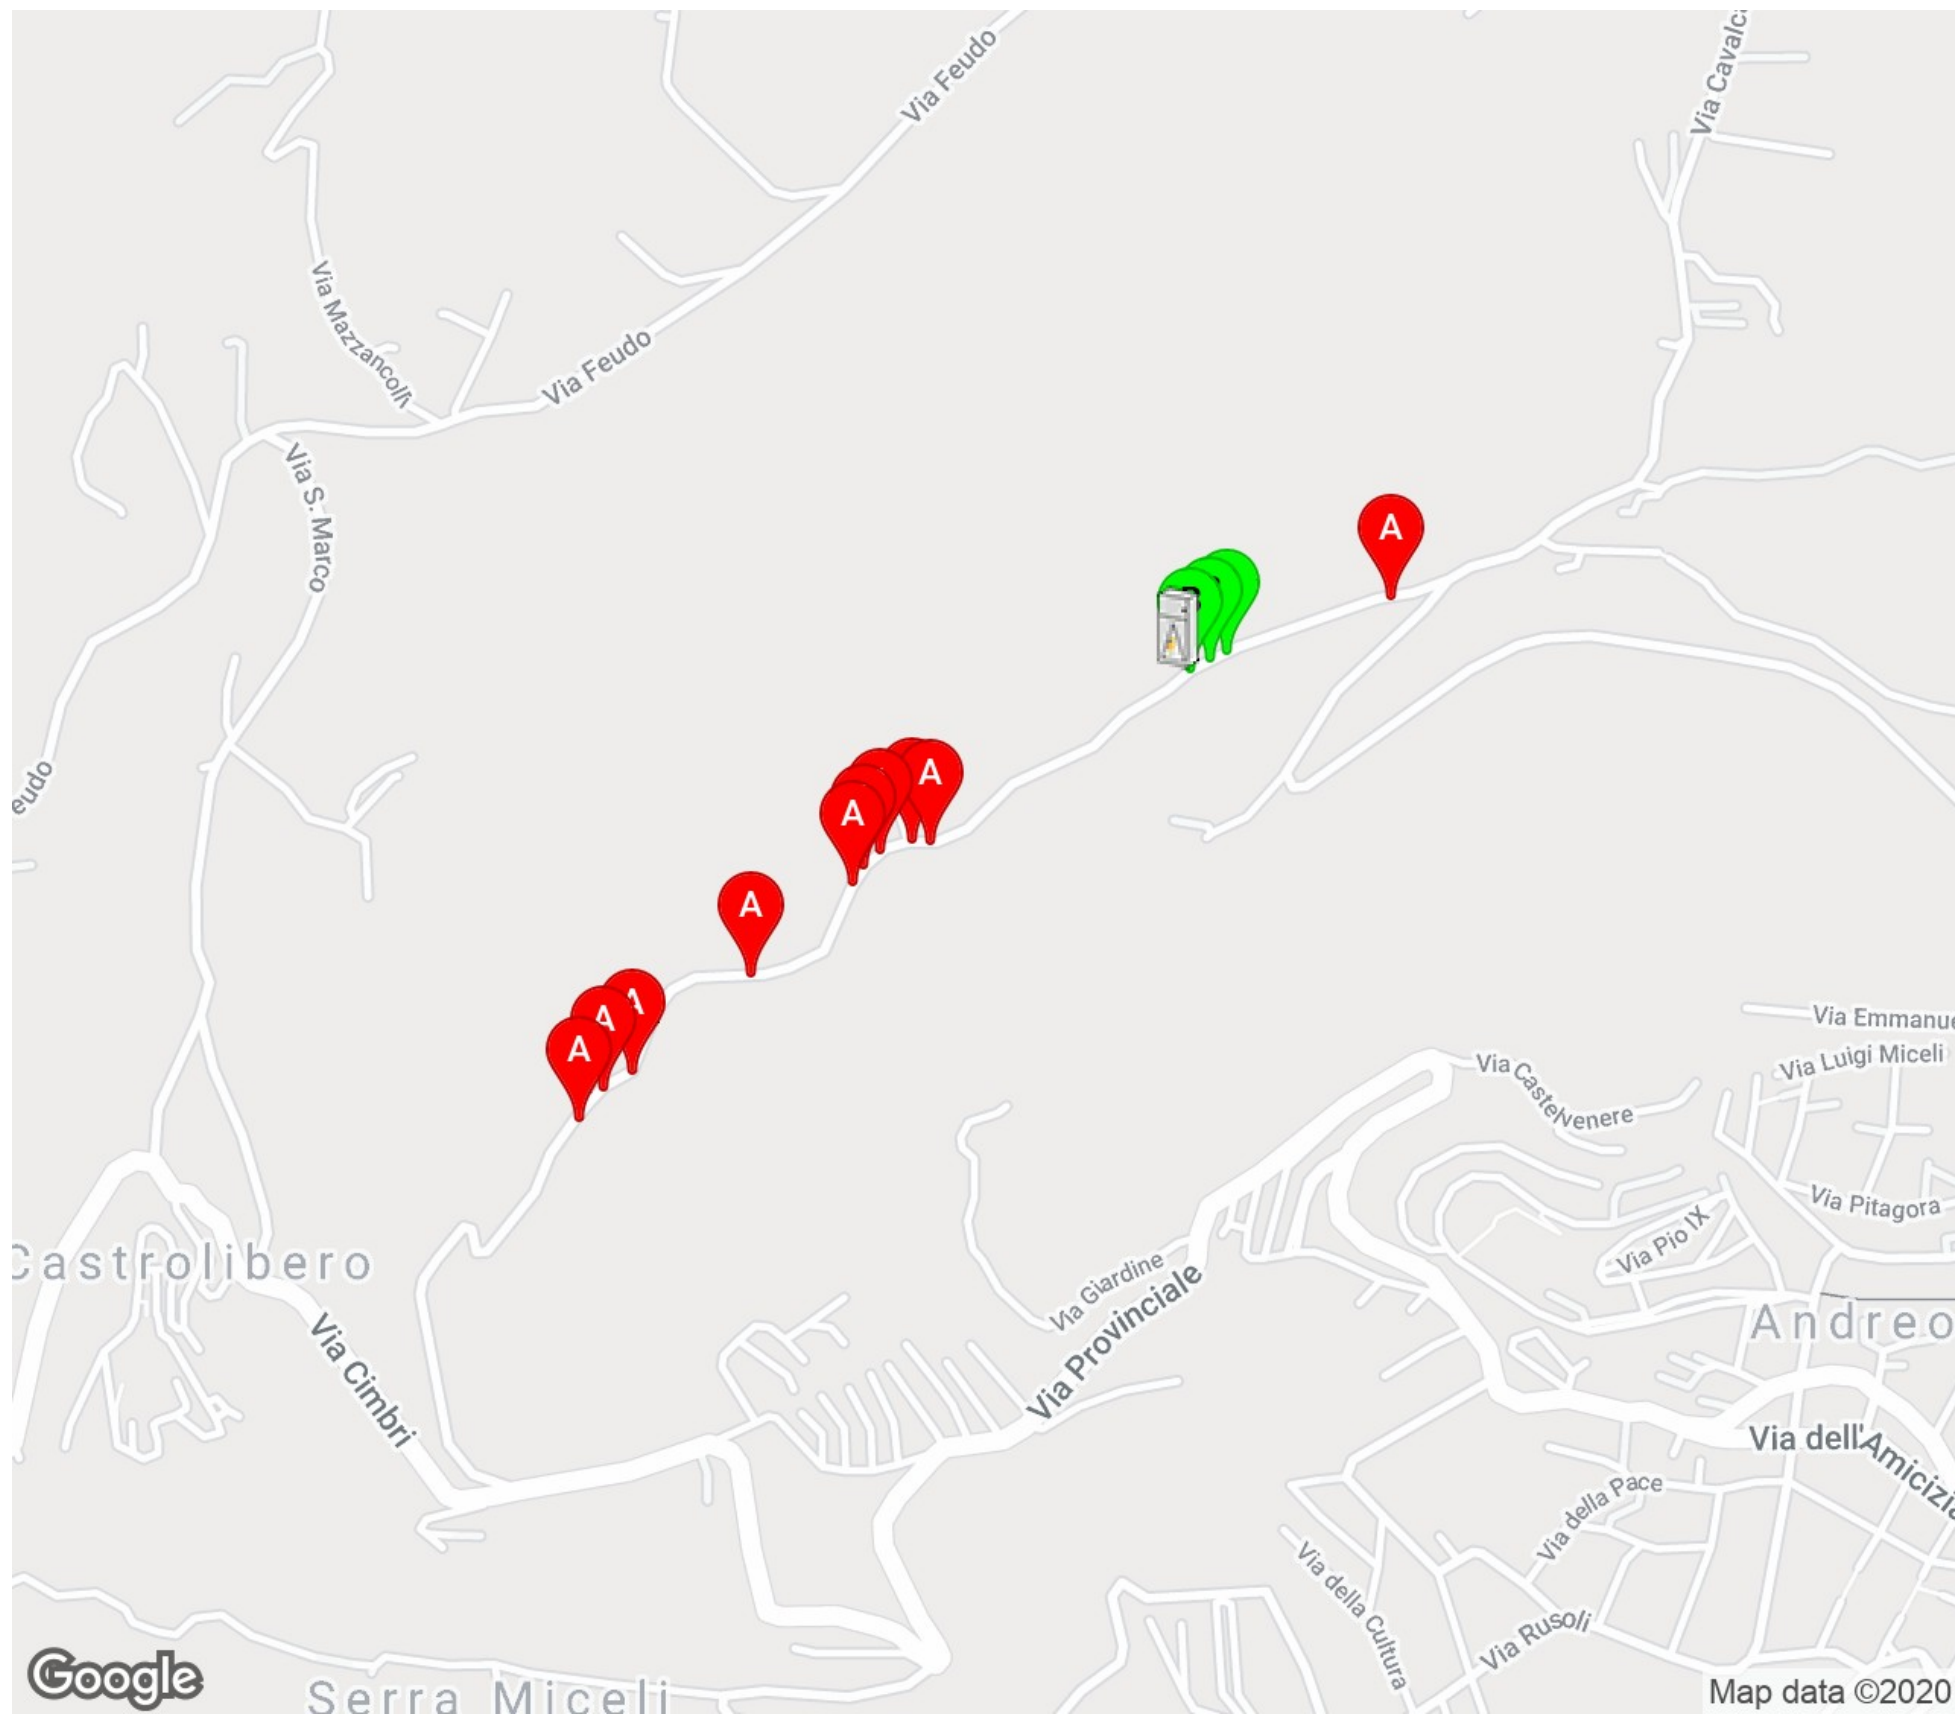 Via Feudo
Via Cavalca
Via Mazzancolli
Via Feudo
Via S. Marco
A
A
A
A
eudo
A
A
A
A
Via Emmanue
Via Luigi Miceli
Via Castelvenere
Via Pitagora
Via Pio IX
Castrolibero
Via Giardine
Via Provinciale
Andreo
Via Cimbri
Via dell'Amicizia
Via della Pace
Via della Cultura
Via Rusoli
Google
Serra Miceli
Map data ©2020